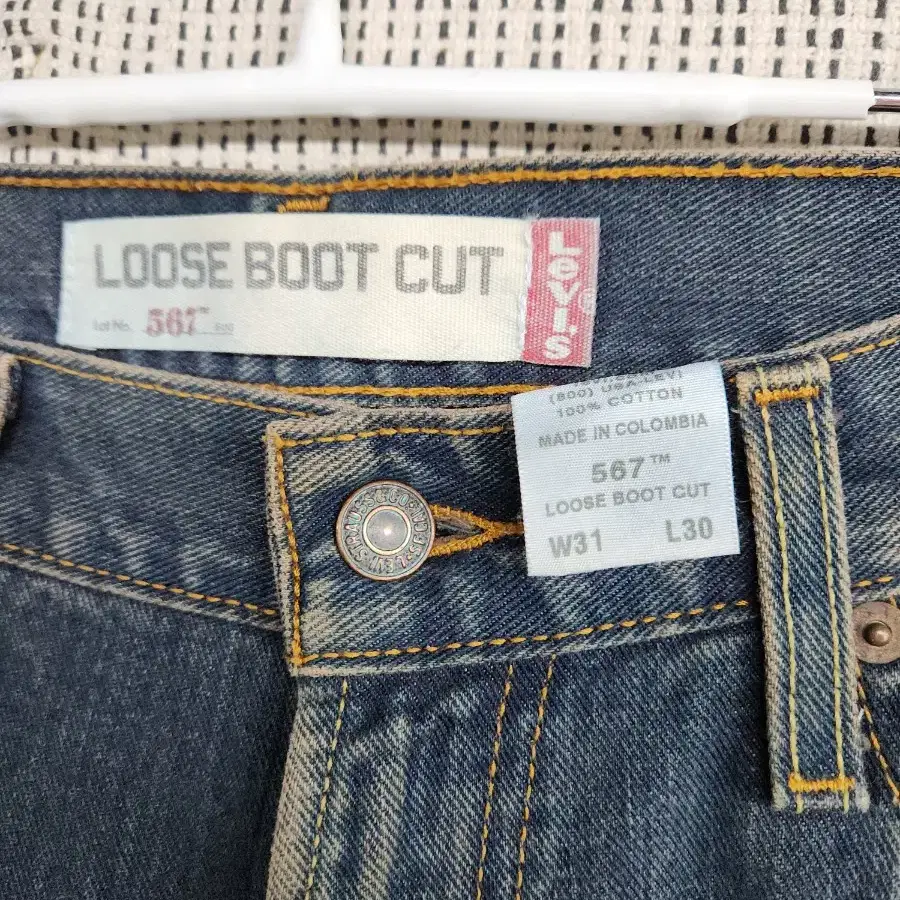 LOOSE BOOT CUT
Lot No. 567™
LEVI'S®
(800) USA-LEVI
100% COTTON
MADE IN COLOMBIA
567™
LOOSE BOOT CUT
W31 L30